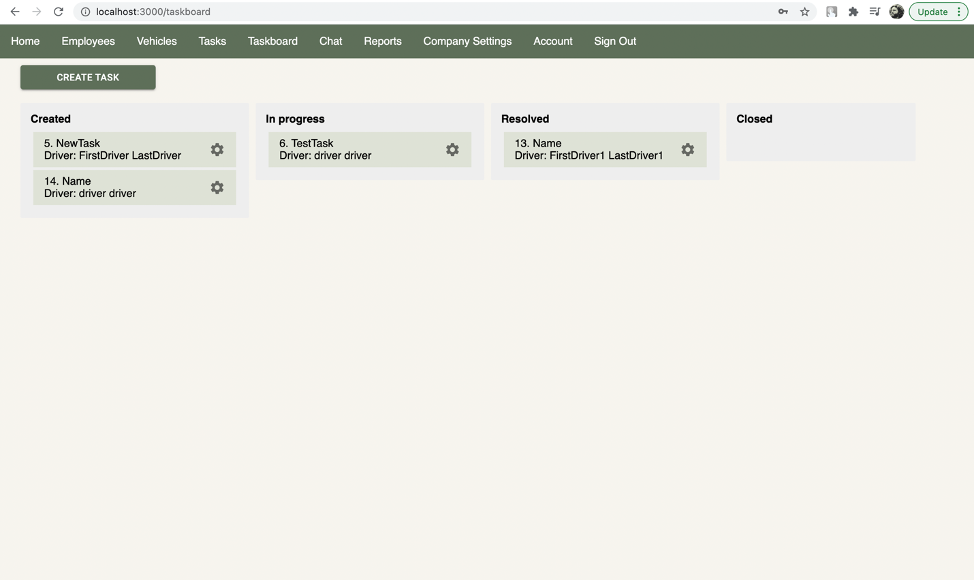 localhost:3000/taskboard
Update
Home Employees Vehicles Tasks Taskboard Chat Reports Company Settings Account Sign Out
CREATE TASK
Created
5. NewTask
Driver: FirstDriver LastDriver
14. Name
Driver: driver driver
In progress
6. TestTask
Driver: driver driver
Resolved
13. Name
Driver: FirstDriver1 LastDriver1
Closed